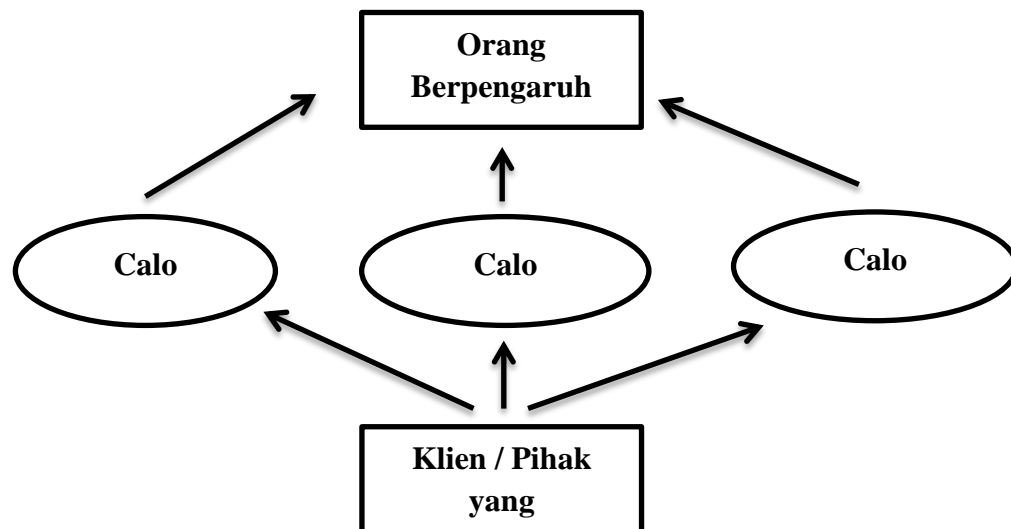 Orang
Berpengaruh
Calo
Calo
Calo
Klien / Pihak
yang